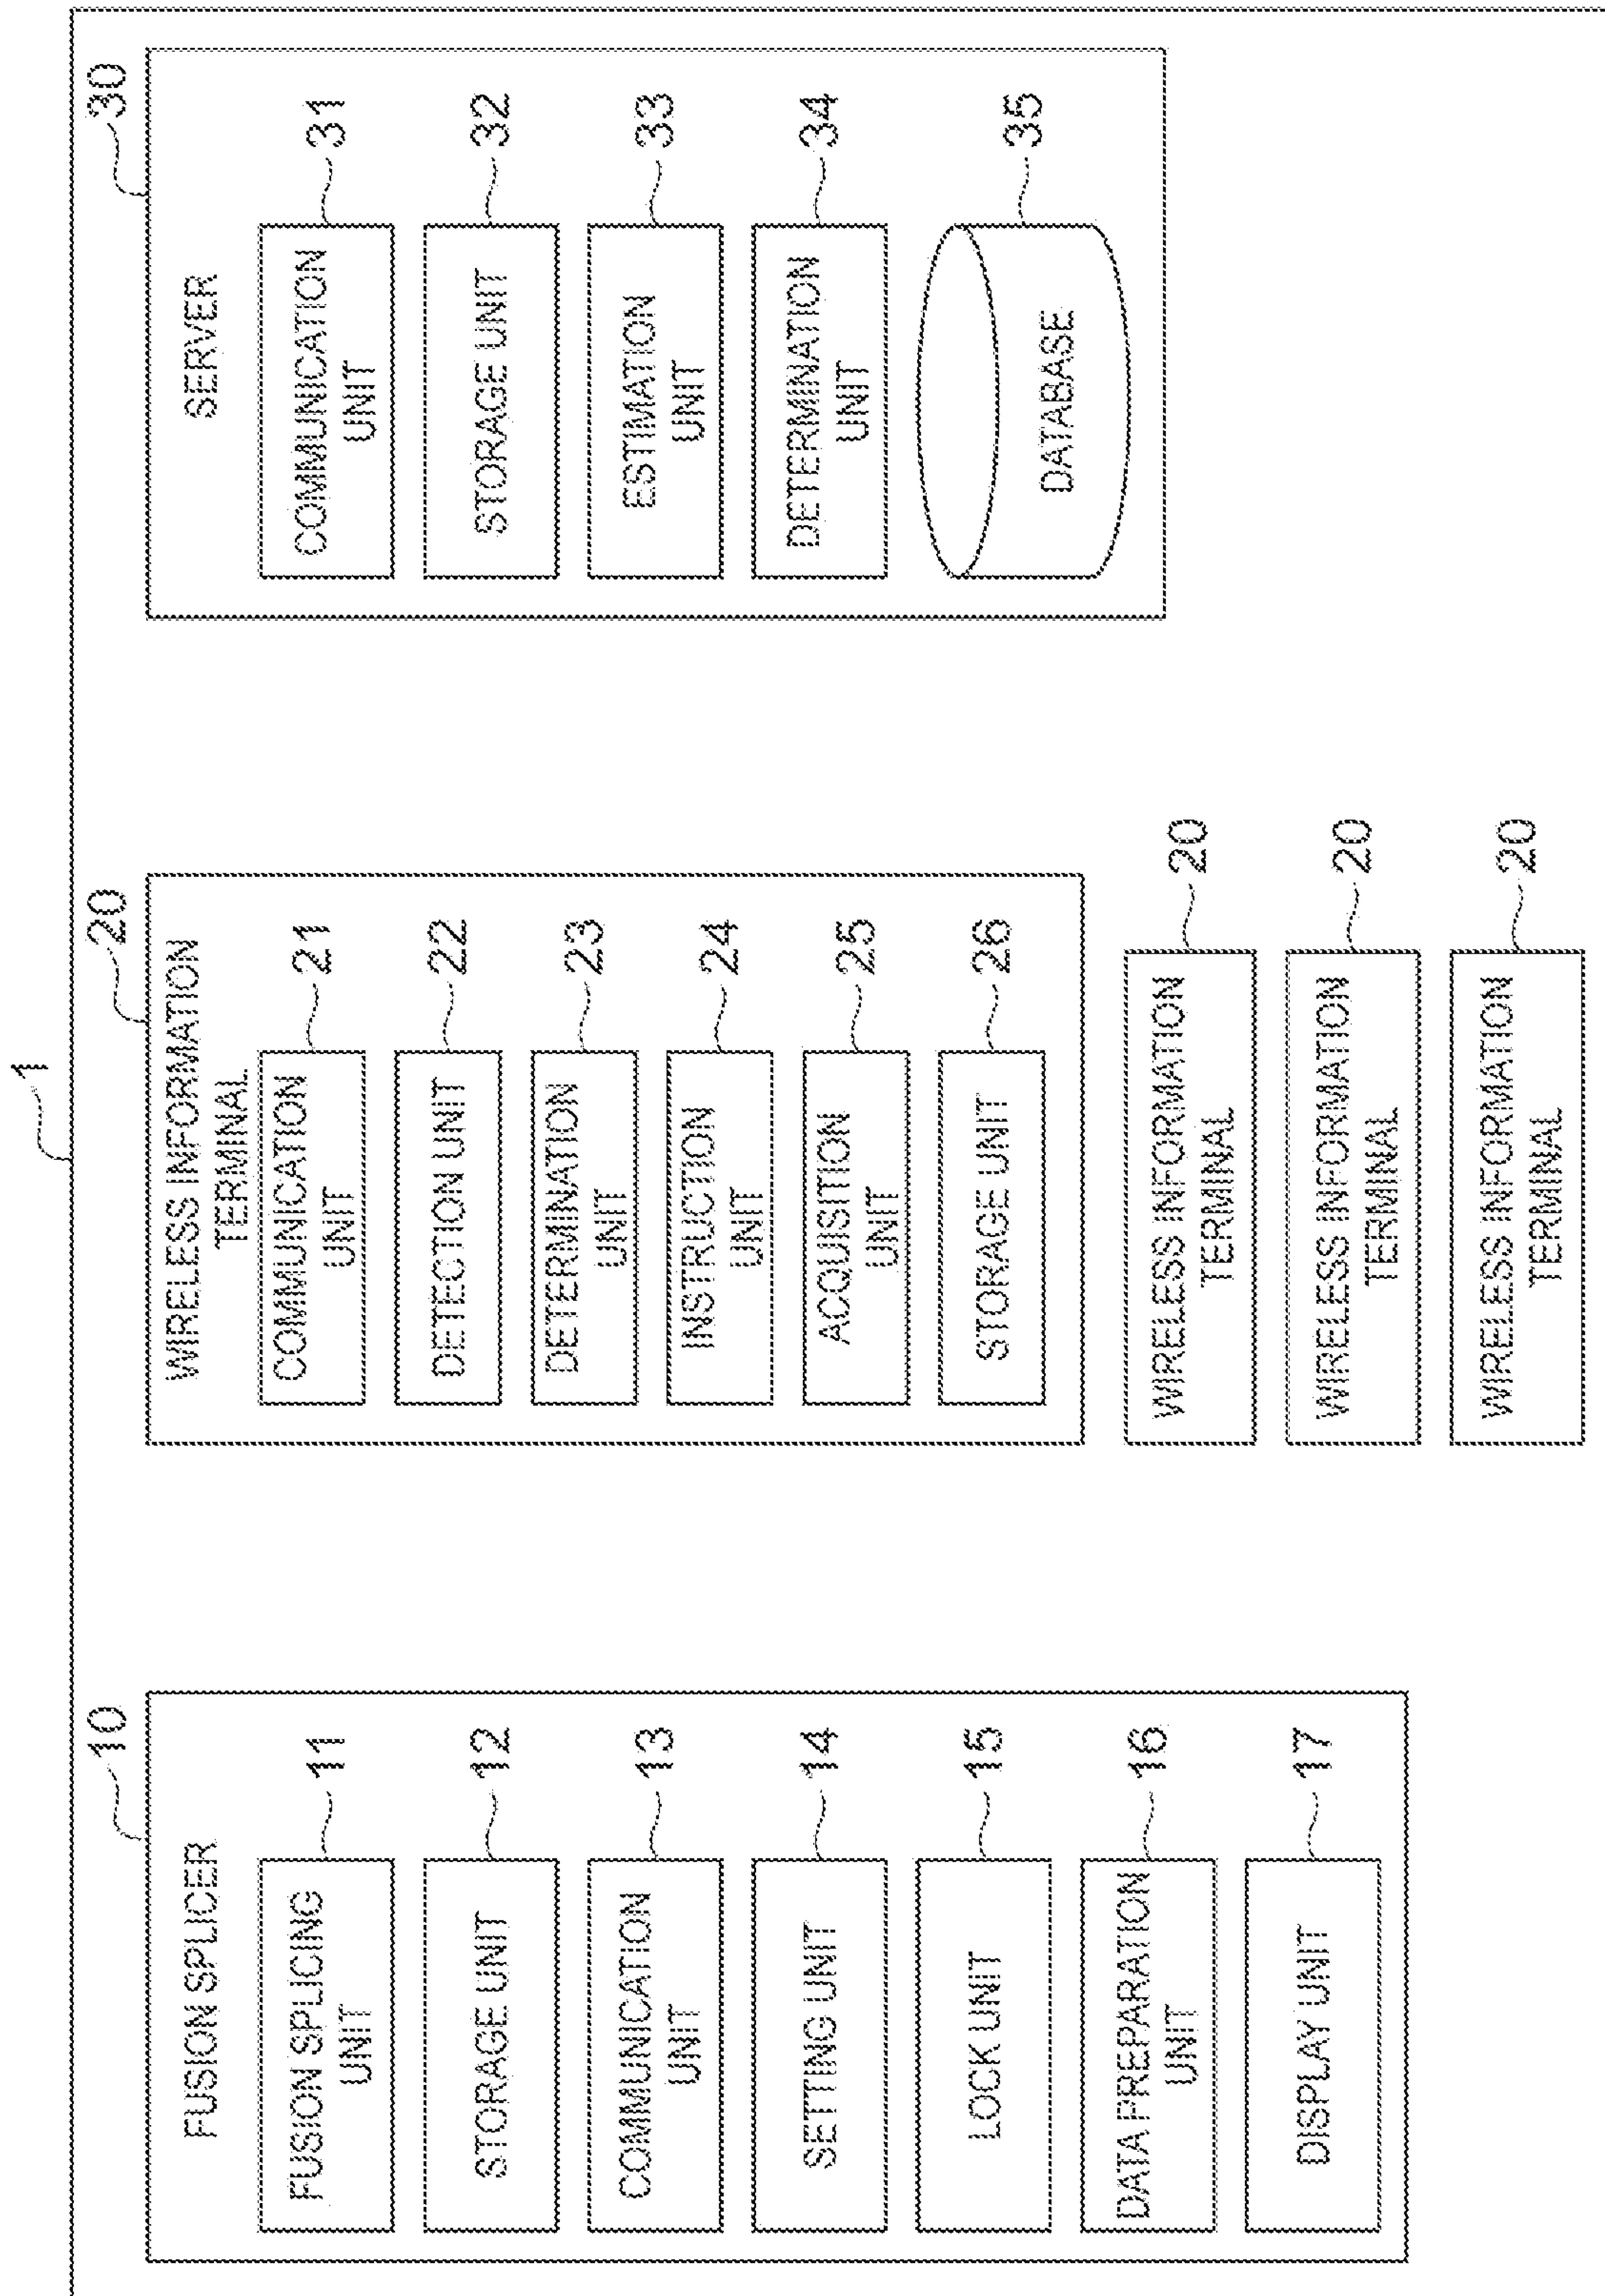 1
10
FUSION SPLICER
FUSION SPLICING
UNIT
11
STORAGE UNIT
12
COMMUNICATION
UNIT
13
SETTING UNIT
14
LOCK UNIT
15
DATA PREPARATION
UNIT
16
DISPLAY UNIT
17
20
WIRELESS INFORMATION
TERMINAL
COMMUNICATION
UNIT
21
DETECTION UNIT
22
DETERMINATION
UNIT
23
INSTRUCTION
UNIT
24
ACQUISITION
UNIT
25
STORAGE UNIT
26
WIRELESS INFORMATION
TERMINAL
20
WIRELESS INFORMATION
TERMINAL
20
WIRELESS INFORMATION
TERMINAL
20
30
SERVER
COMMUNICATION
UNIT
31
STORAGE UNIT
32
ESTIMATION
UNIT
33
DETERMINATION
UNIT
34
DATABASE
35